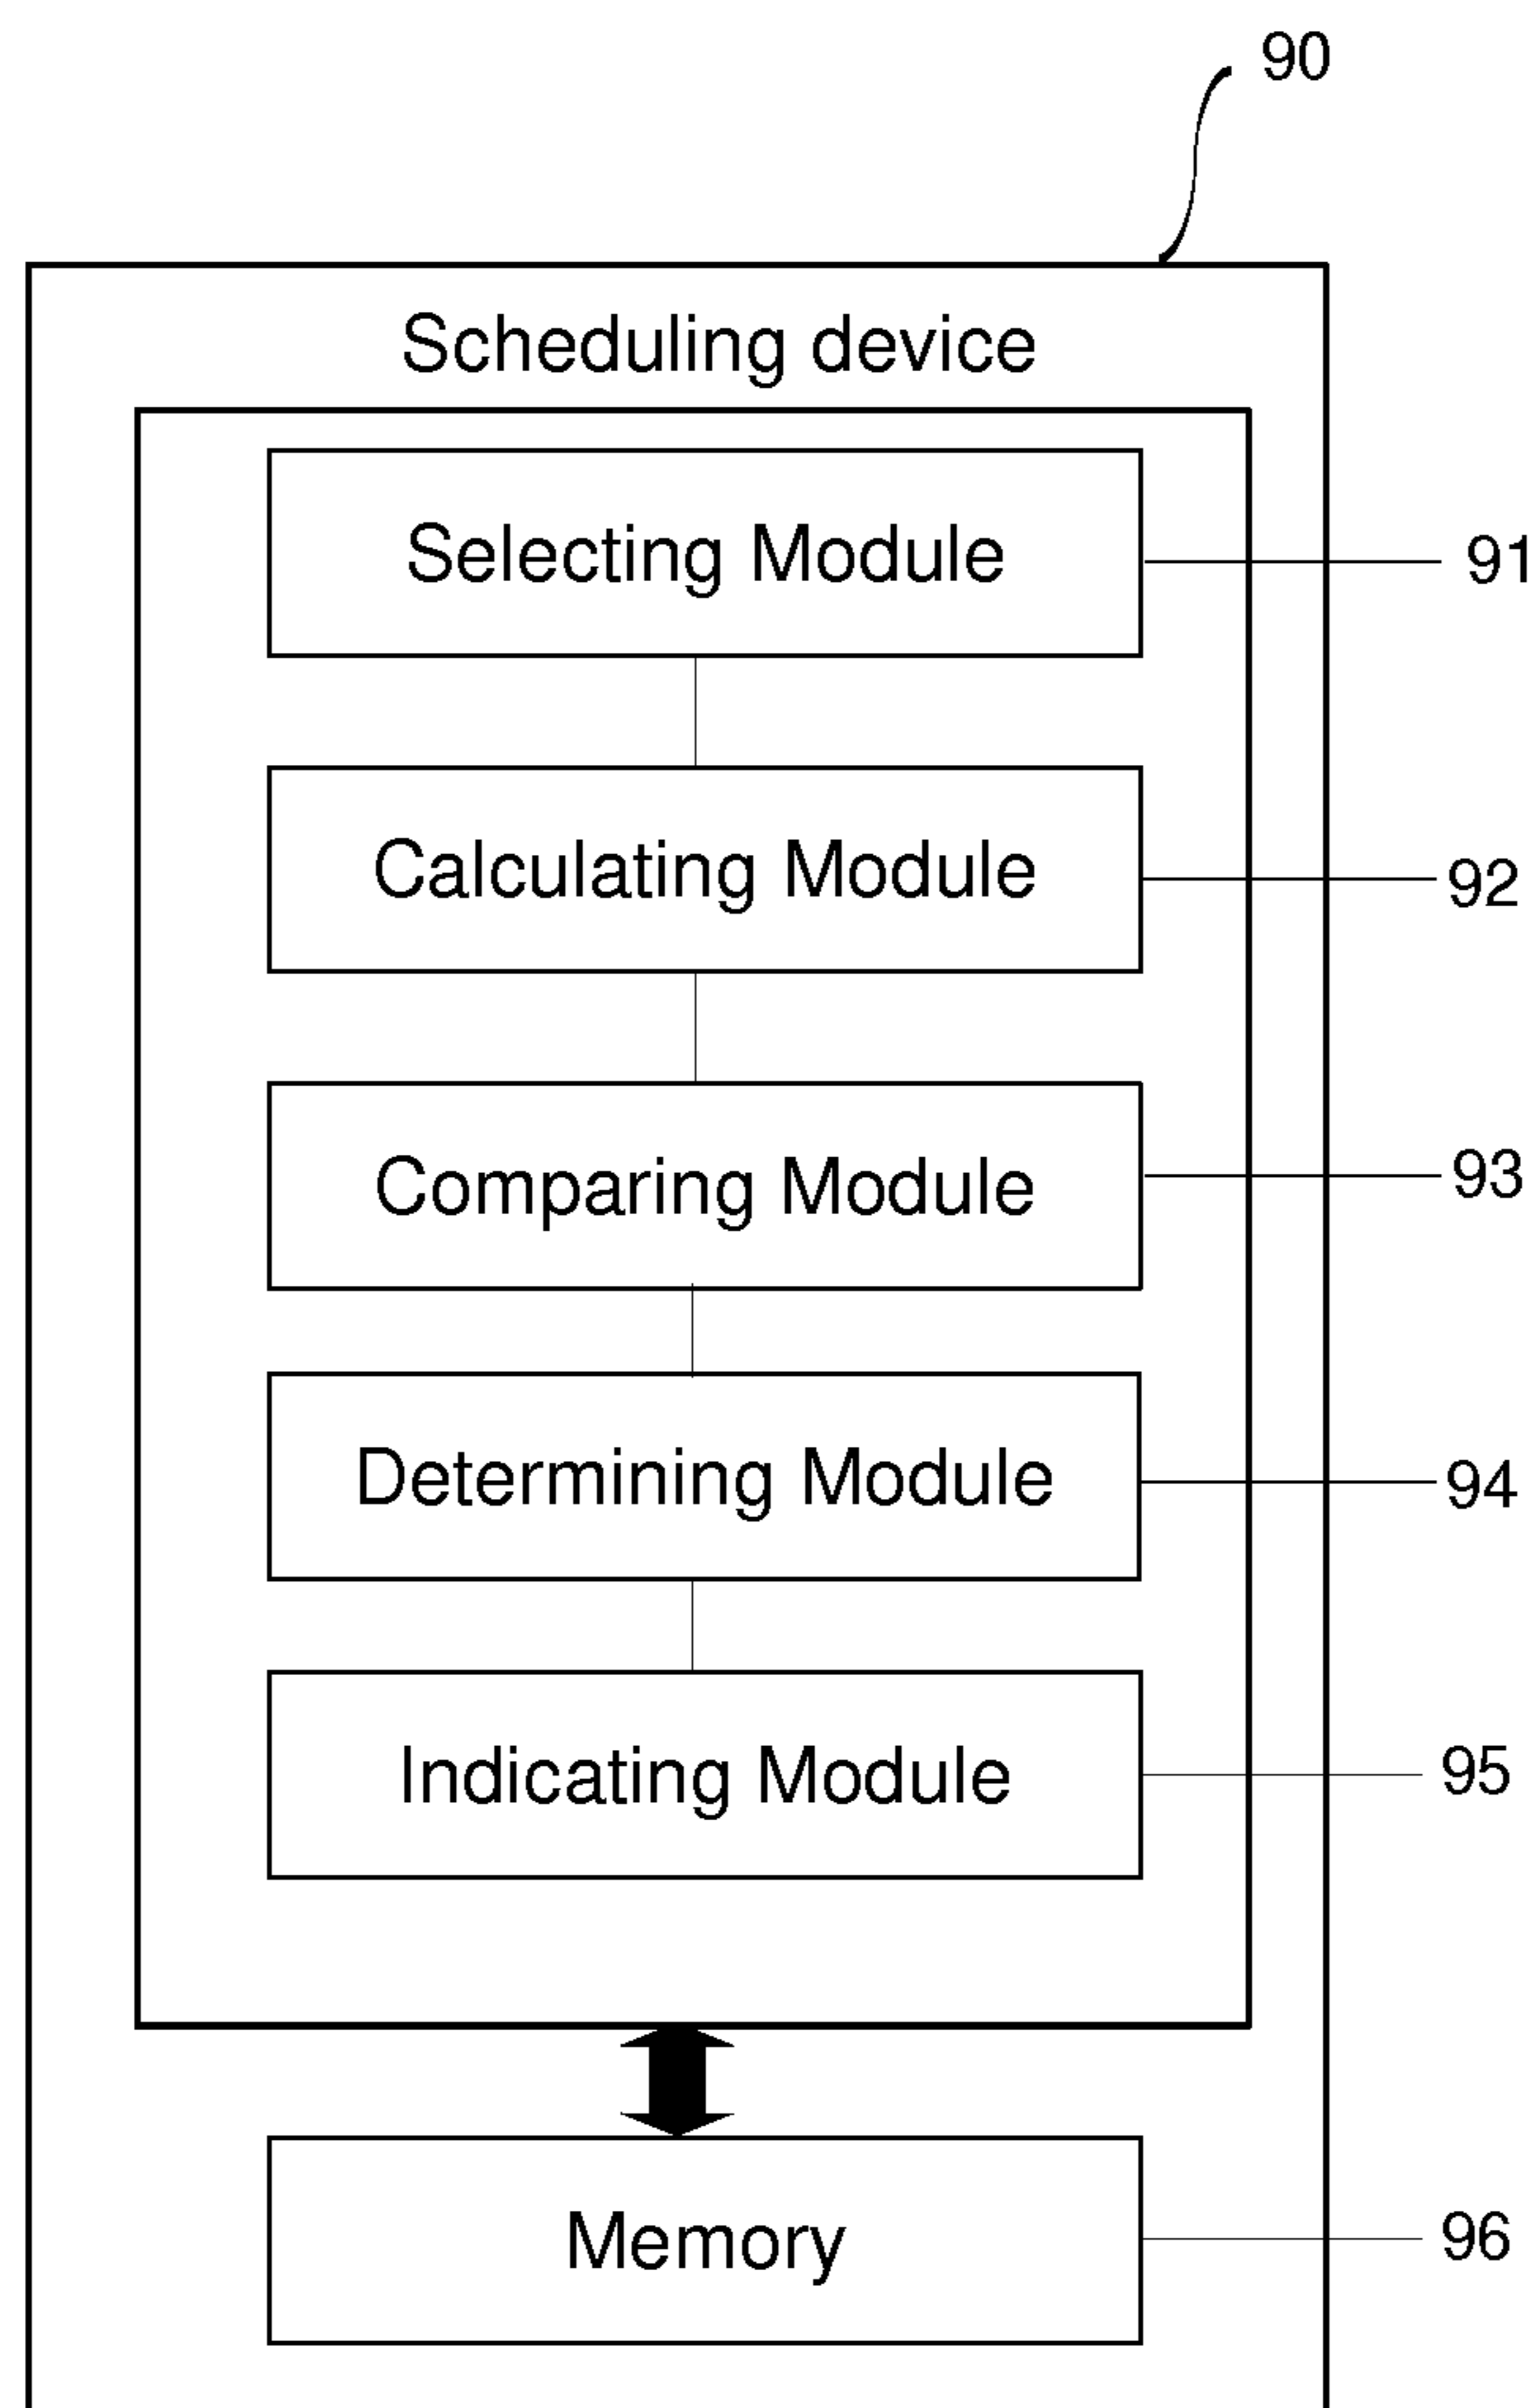 90
Scheduling device
Selecting Module
91
Calculating Module
92
Comparing Module
93
Determining Module
94
Indicating Module
95
Memory
96